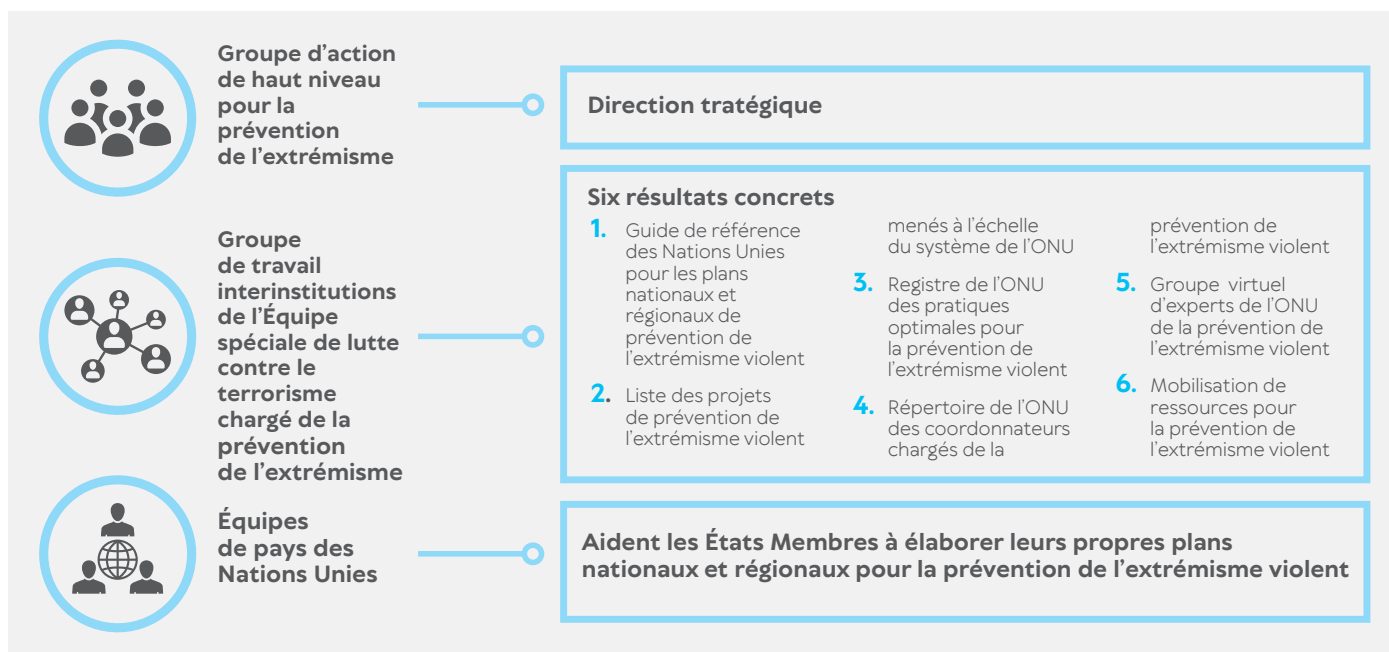 Groupe d'action
de haut niveau
pour la
prévention
de l'extrémisme
Direction tratégique
Groupe
de travail
interinstitutions
de l'Équipe
spéciale de lutte
contre le
terrorisme
chargé de la
prévention
de l'extrémisme
Six résultats concrets
1. Guide de référence
des Nations Unies
pour les plans
nationaux et
régionaux de
prévention de
l'extrémisme violent
2. Liste des projets
de prévention de
l'extrémisme violent
menés à l'échelle
du système de l'ONU
3. Registre de l'ONU
des pratiques
optimales pour
la prévention de
l'extrémisme violent
4. Répertoire de l'ONU
des coordonnateurs
chargés de la
prévention de
l'extrémisme violent
5. Groupe virtuel
d'experts de l'ONU
de la prévention de
l'extrémisme violent
6. Mobilisation de
ressources pour
la prévention de
l'extrémisme violent
Équipes
de pays des
Nations Unies
Aident les États Membres à élaborer leurs propres plans
nationaux et régionaux pour la prévention de l'extrémisme violent